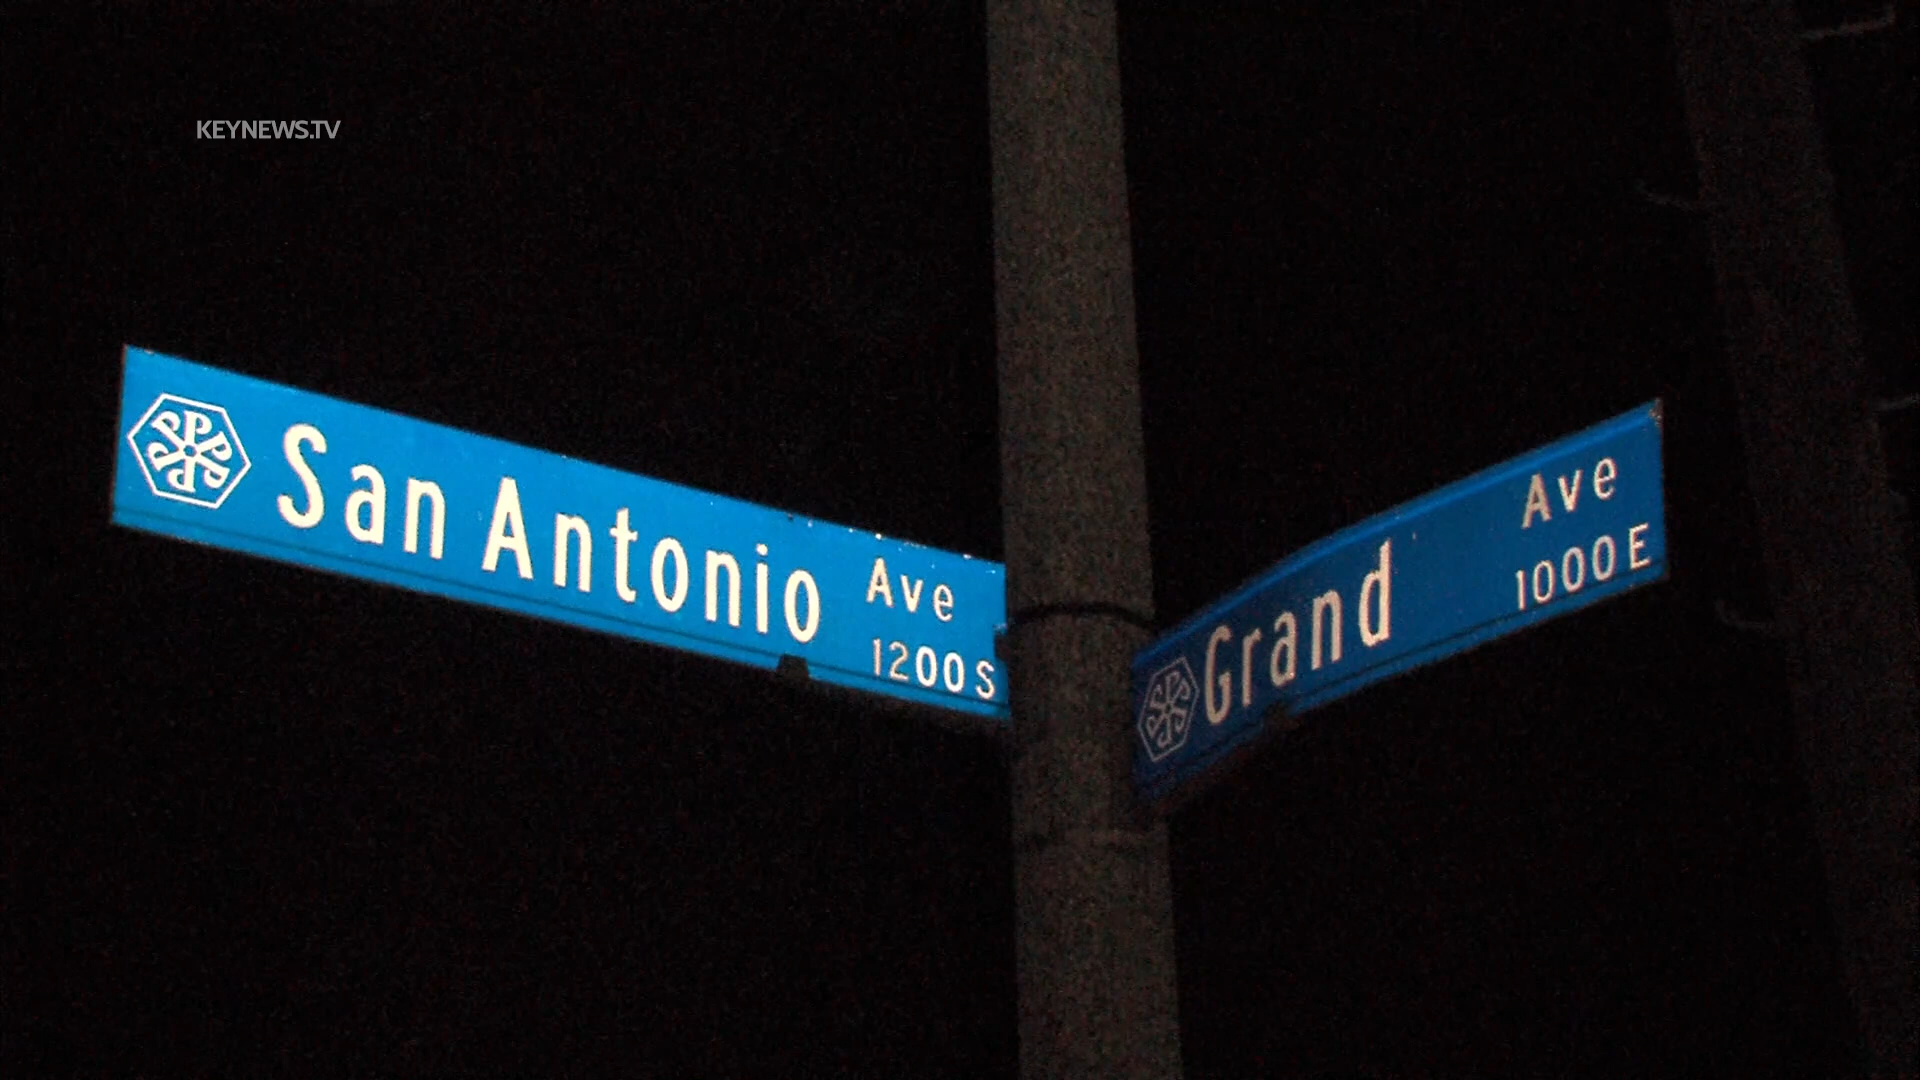 KEYNEWS.TV
San Antonio Ave
1200 S
Grand Ave
1000 E